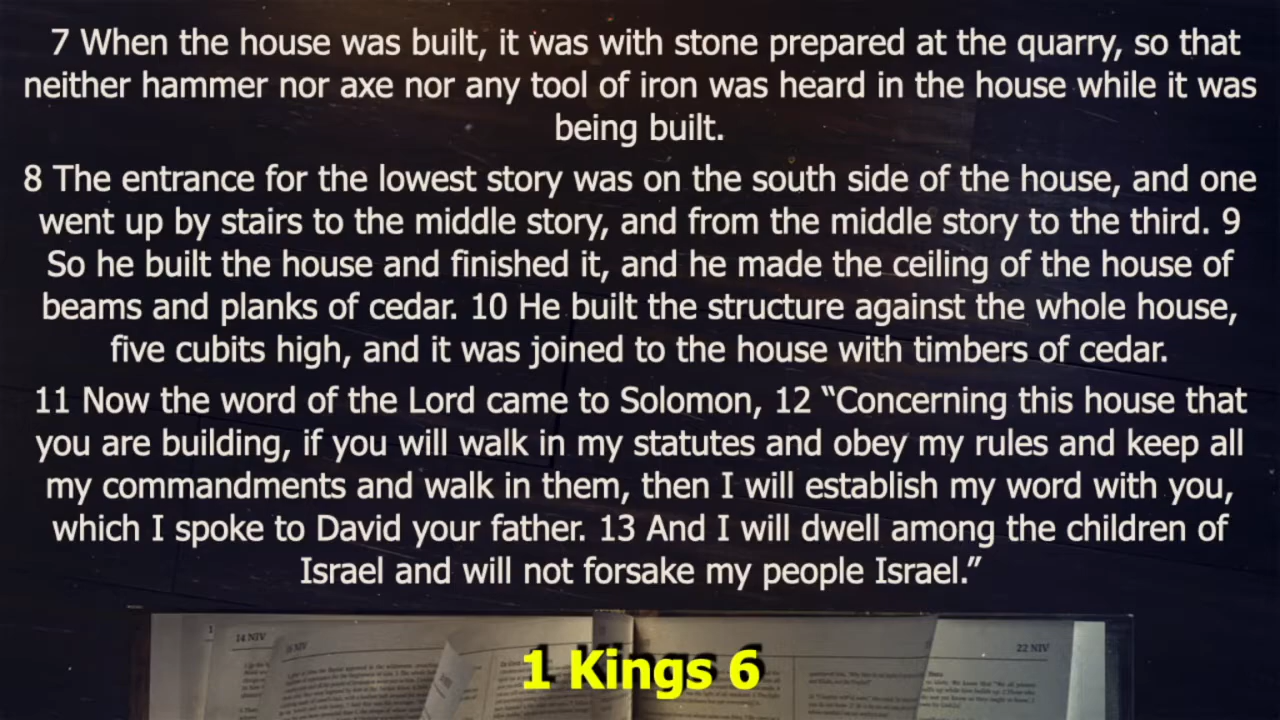 7 When the house was built, it was with stone prepared at the quarry, so that
neither hammer nor axe nor any tool of iron was heard in the house while it was
being built.
8 The entrance for the lowest story was on the south side of the house, and one
went up by stairs to the middle story, and from the middle story to the third. 9
So he built the house and finished it, and he made the ceiling of the house of
beams and planks of cedar. 10 He built the structure against the whole house,
five cubits high, and it was joined to the house with timbers of cedar.
11 Now the word of the Lord came to Solomon, 12 “Concerning this house that
you are building, if you will walk in my statutes and obey my rules and keep all
my commandments and walk in them, then I will establish my word with you,
which I spoke to David your father. 13 And I will dwell among the children of
Israel and will not forsake my people Israel.”
14 NIV
22 NIV
1 Kings 6